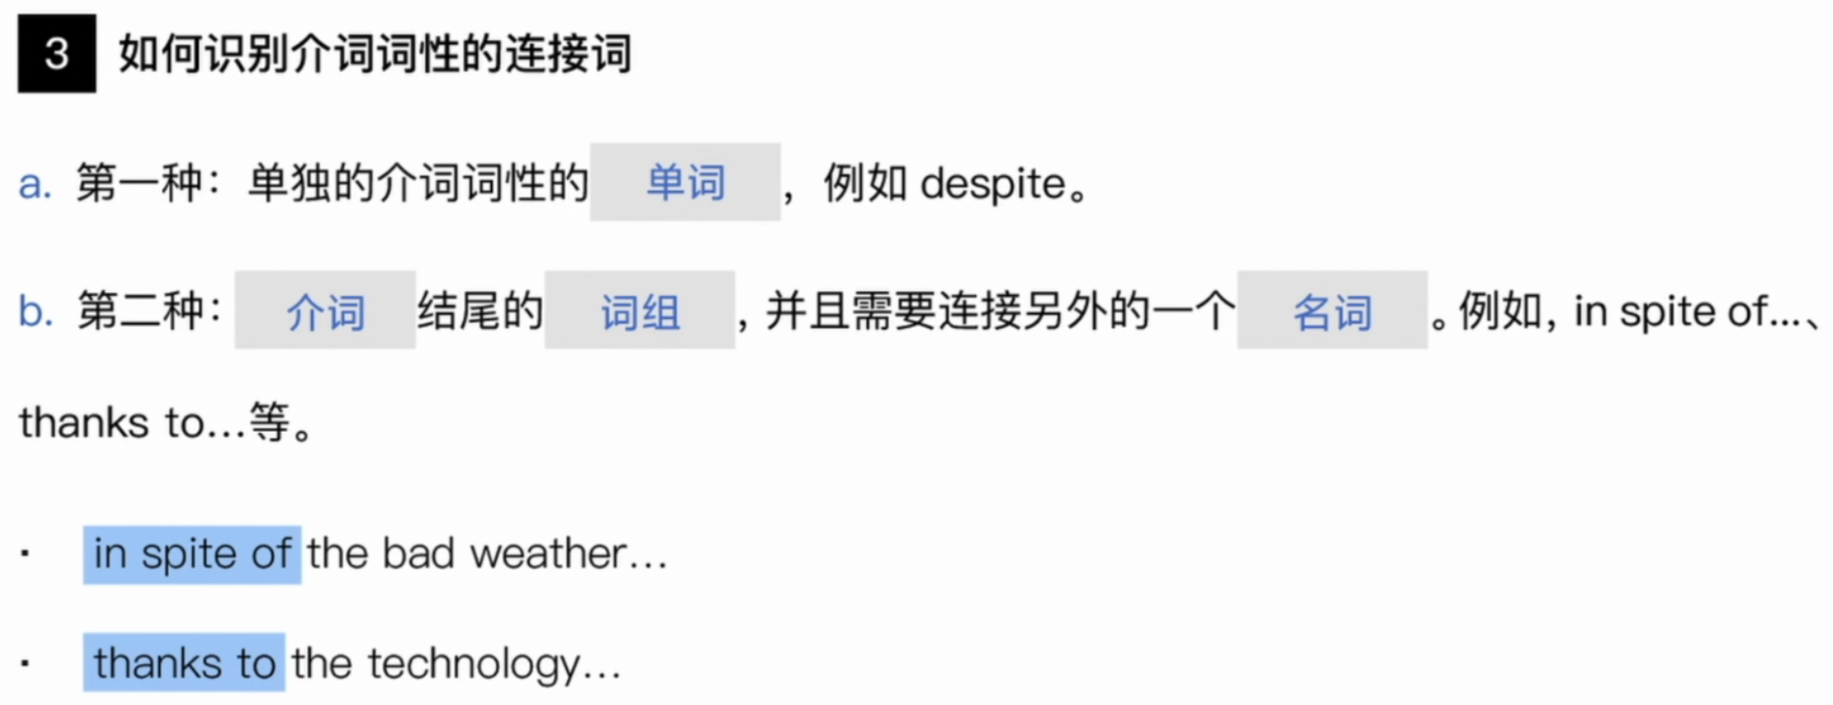 3 如何识别介词词性的连接词
a. 第一种：单独的介词词性的 单词 ，例如 despite。
b. 第二种： 介词 结尾的 词组 ，并且需要连接另外的一个 名词 。例如，in spite of...、
thanks to...等。
· in spite of the bad weather...
· thanks to the technology...